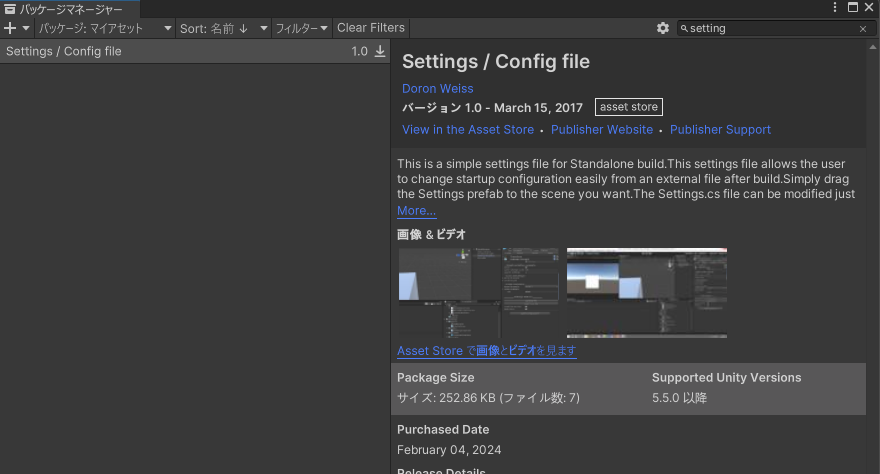 パッケージマネージャー
パッケージ: マイアセット Sort: 名前 ↓ フィルター Clear Filters setting
Settings / Config file 1.0
Settings / Config file
Doron Weiss
バージョン 1.0 - March 15, 2017 asset store
View in the Asset Store • Publisher Website • Publisher Support
This is a simple settings file for Standalone build.This settings file allows the user
to change startup configuration easily from an external file after build.Simply drag
the Settings prefab to the scene you want.The Settings.cs file can be modified just
More...
画像 & ビデオ
Asset Store で画像とビデオを見ます
Package Size Supported Unity Versions
サイズ: 252.86 KB (ファイル数: 7) 5.5.0 以降
Purchased Date
February 04, 2024
Release Details